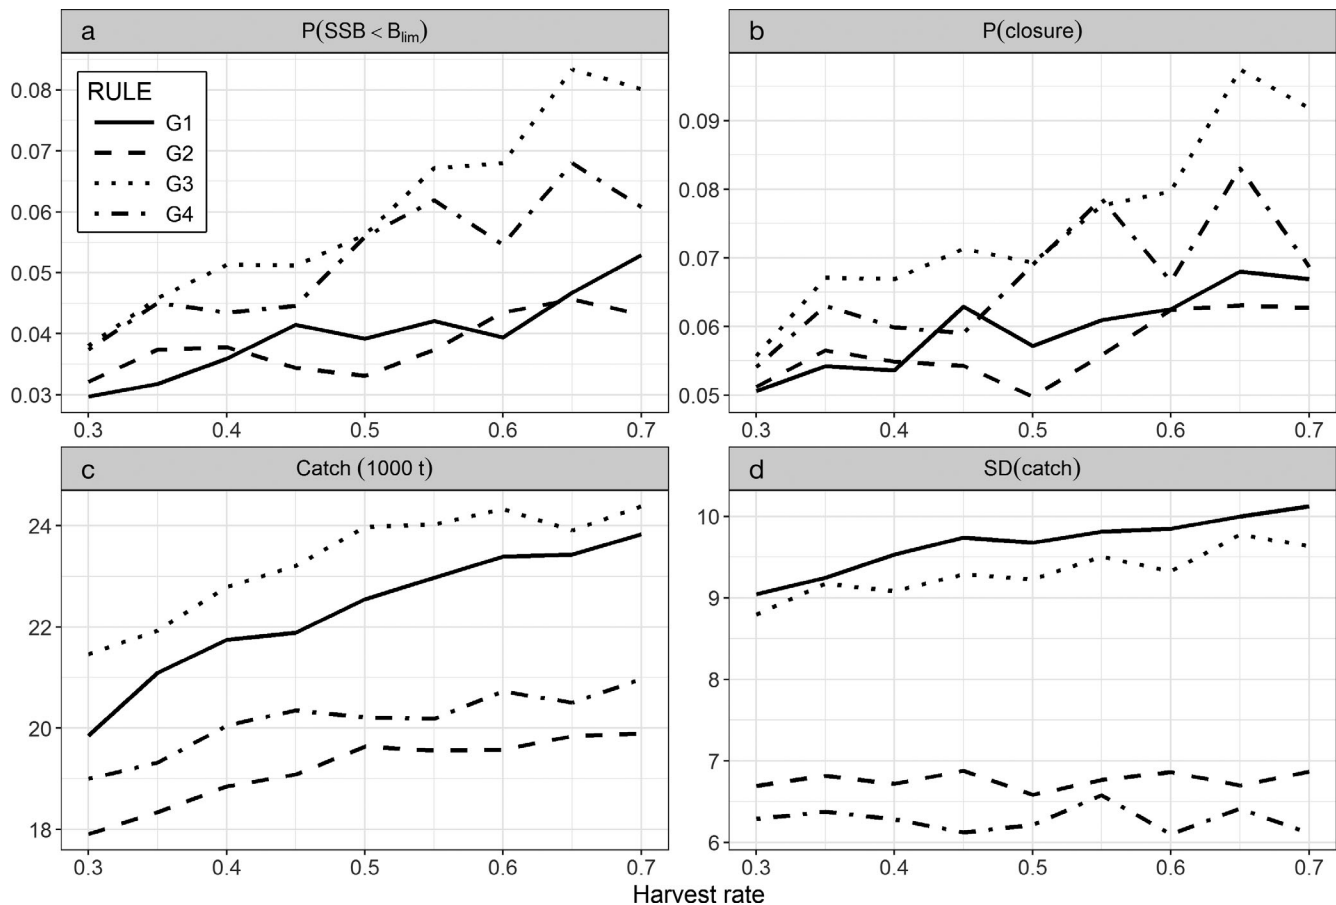 a P(SSB < Blim)
0.08
0.07
0.06
0.05
0.04
0.03
RULE
G1
G2
G3
G4
0.3 0.4 0.5 0.6 0.7
b P(closure)
0.09
0.08
0.07
0.06
0.05
0.3 0.4 0.5 0.6 0.7
c Catch (1000 t)
24
22
20
18
0.3 0.4 0.5 0.6 0.7
d SD(catch)
10
9
8
7
6
0.3 0.4 0.5 0.6 0.7
Harvest rate